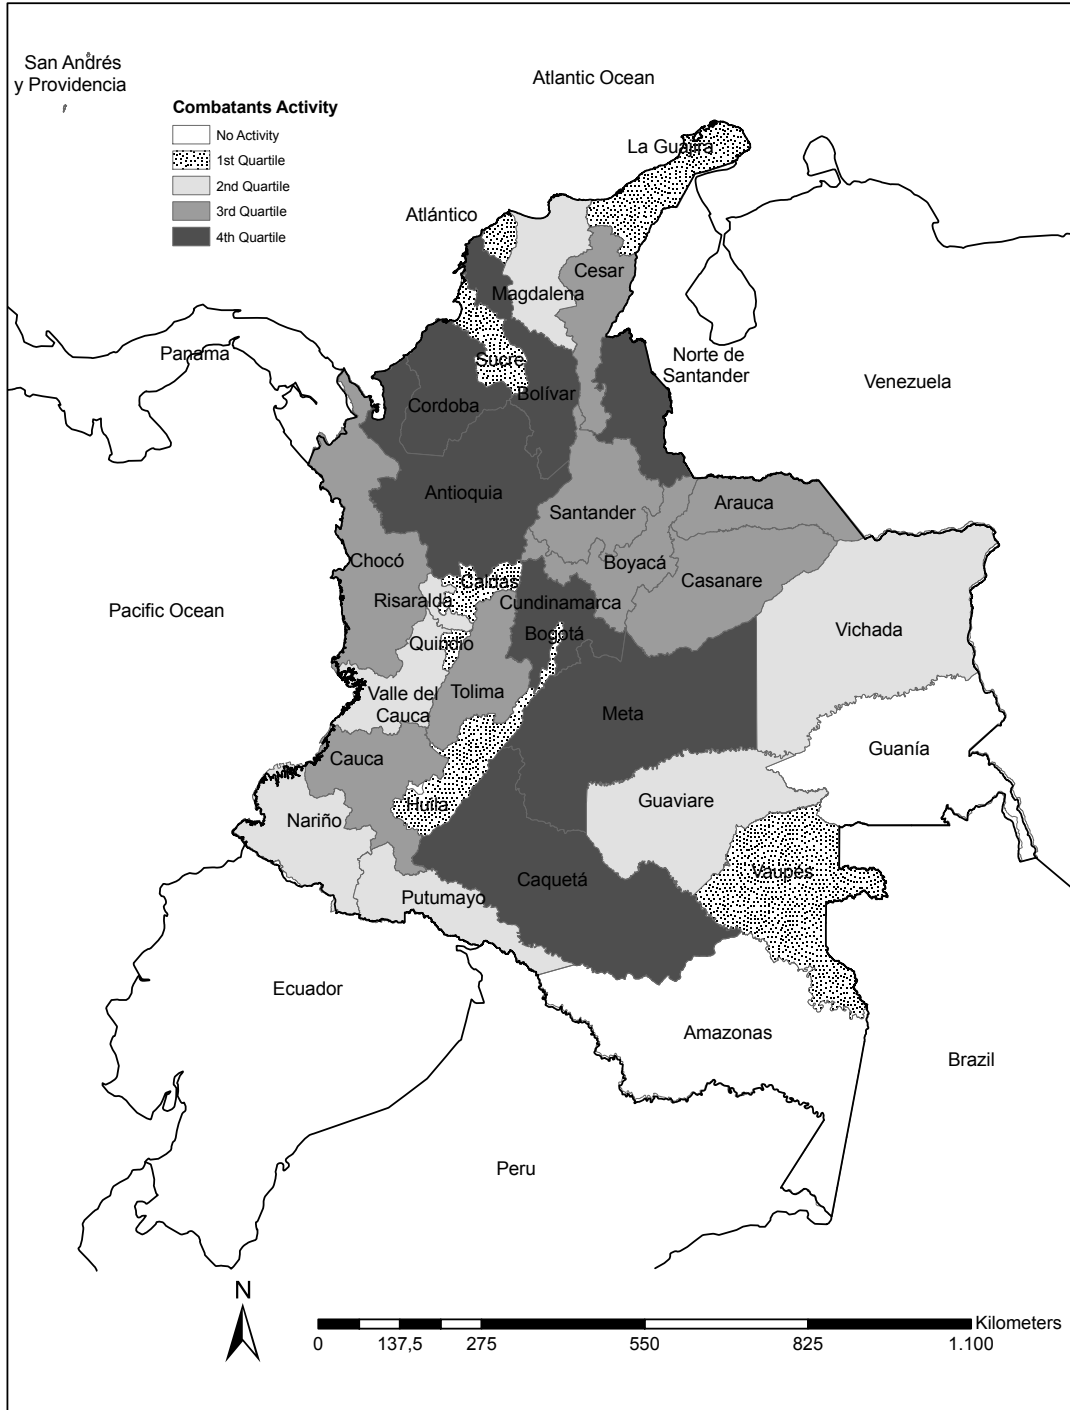 San Andrés
y Providencia
Atlantic Ocean
Combatants Activity
No Activity
1st Quartile
2nd Quartile
3rd Quartile
4th Quartile
La Guajira
Atlántico
Cesar
Magdalena
Panama
Sucre
Norte de
Santander
Venezuela
Bolívar
Cordoba
Antioquia
Santander
Arauca
Chocó
Boyacá
Caldas
Casanare
Risaralda
Cundinamarca
Pacific Ocean
Bogotá
Vichada
Quindio
Valle del
Cauca
Tolima
Meta
Guanía
Cauca
Huila
Guaviare
Nariño
Vaupés
Caquetá
Putumayo
Ecuador
Amazonas
Brazil
Peru
N
Kilometers
0 137,5 275 550 825 1.100